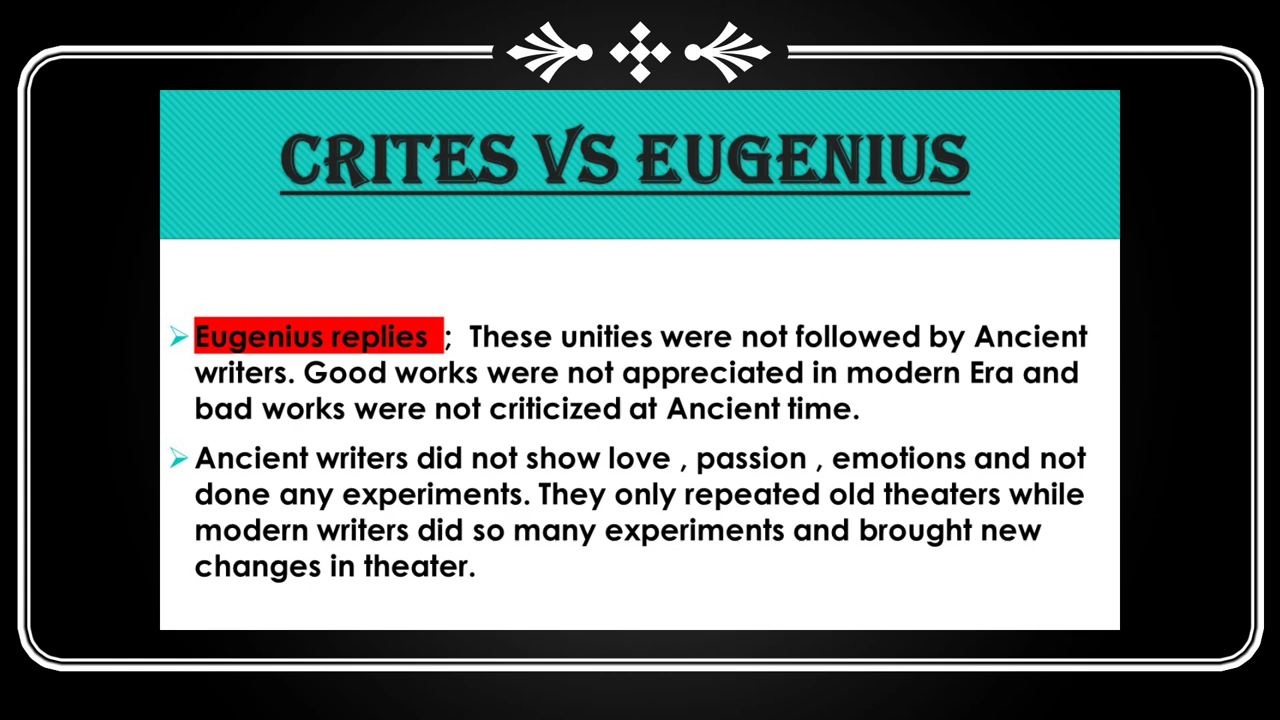 CRITES VS EUGENIUS
Eugenius replies ; These unities were not followed by Ancient
writers. Good works were not appreciated in modern Era and
bad works were not criticized at Ancient time.
Ancient writers did not show love , passion , emotions and not
done any experiments. They only repeated old theaters while
modern writers did so many experiments and brought new
changes in theater.